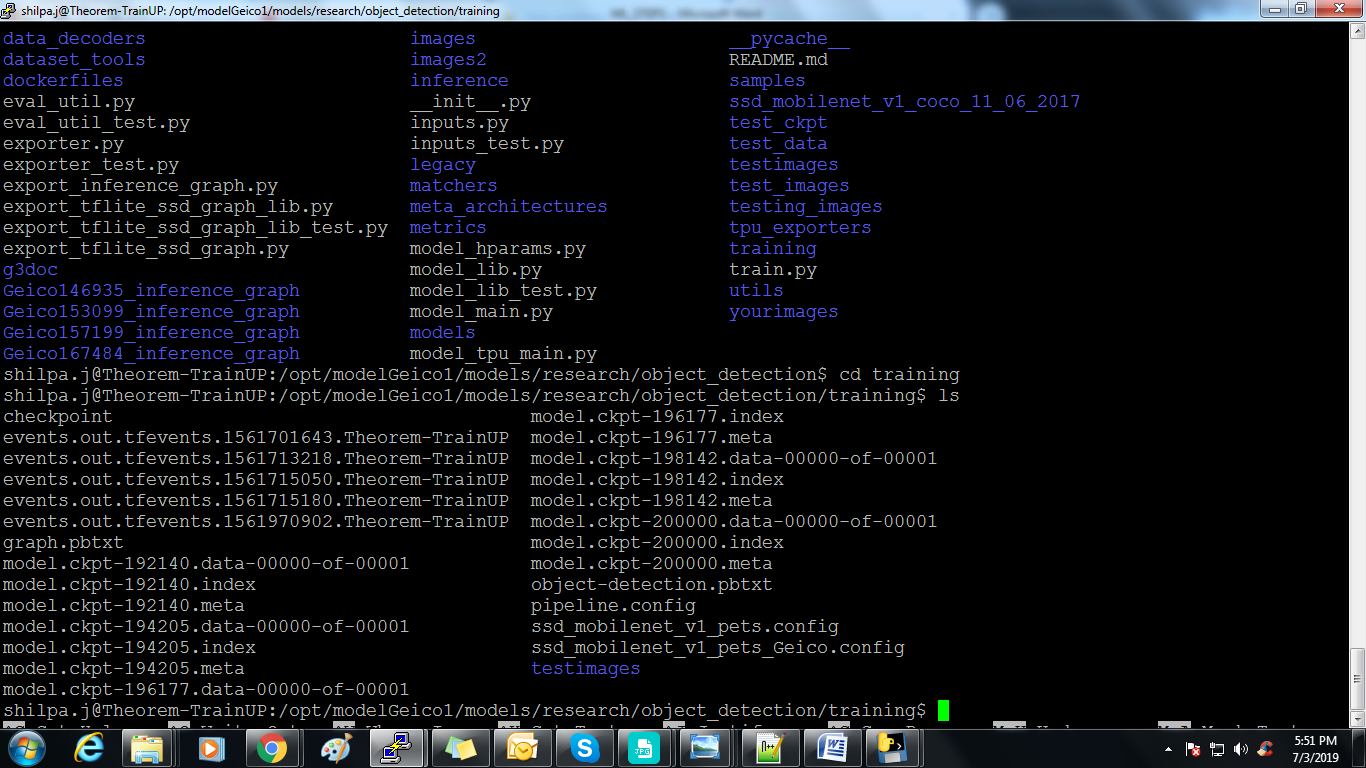 shilpa.j@Theorem-TrainUP: /opt/modelGeico1/models/research/object_detection/training
data_decoders images __pycache__
dataset_tools images2 README.md
dockerfiles inference samples
eval_util.py __init__.py ssd_mobilenet_v1_coco_11_06_2017
eval_util_test.py inputs.py test_ckpt
exporter.py inputs_test.py test_data
exporter_test.py legacy testimages
export_inference_graph.py matchers test_images
export_tflite_ssd_graph_lib.py meta_architectures testing_images
export_tflite_ssd_graph_lib_test.py metrics tpu_exporters
export_tflite_ssd_graph.py model_hparams.py training
g3doc model_lib.py train.py
Geico146935_inference_graph model_lib_test.py utils
Geico153099_inference_graph model_main.py yourimages
Geico157199_inference_graph models
Geico167484_inference_graph model_tpu_main.py
shilpa.j@Theorem-TrainUP:/opt/modelGeico1/models/research/object_detection$ cd training
shilpa.j@Theorem-TrainUP:/opt/modelGeico1/models/research/object_detection/training$ ls
checkpoint model.ckpt-196177.index
events.out.tfevents.1561701643.Theorem-TrainUP model.ckpt-196177.meta
events.out.tfevents.1561713218.Theorem-TrainUP model.ckpt-198142.data-00000-of-00001
events.out.tfevents.1561715050.Theorem-TrainUP model.ckpt-198142.index
events.out.tfevents.1561715180.Theorem-TrainUP model.ckpt-198142.meta
events.out.tfevents.1561970902.Theorem-TrainUP model.ckpt-200000.data-00000-of-00001
graph.pbtxt model.ckpt-200000.index
model.ckpt-192140.data-00000-of-00001 model.ckpt-200000.meta
model.ckpt-192140.index object-detection.pbtxt
model.ckpt-192140.meta pipeline.config
model.ckpt-194205.data-00000-of-00001 ssd_mobilenet_v1_pets.config
model.ckpt-194205.index ssd_mobilenet_v1_pets_Geico.config
model.ckpt-194205.meta testimages
model.ckpt-196177.data-00000-of-00001
shilpa.j@Theorem-TrainUP:/opt/modelGeico1/models/research/object_detection/training$
JPG
5:51 PM
7/3/2019